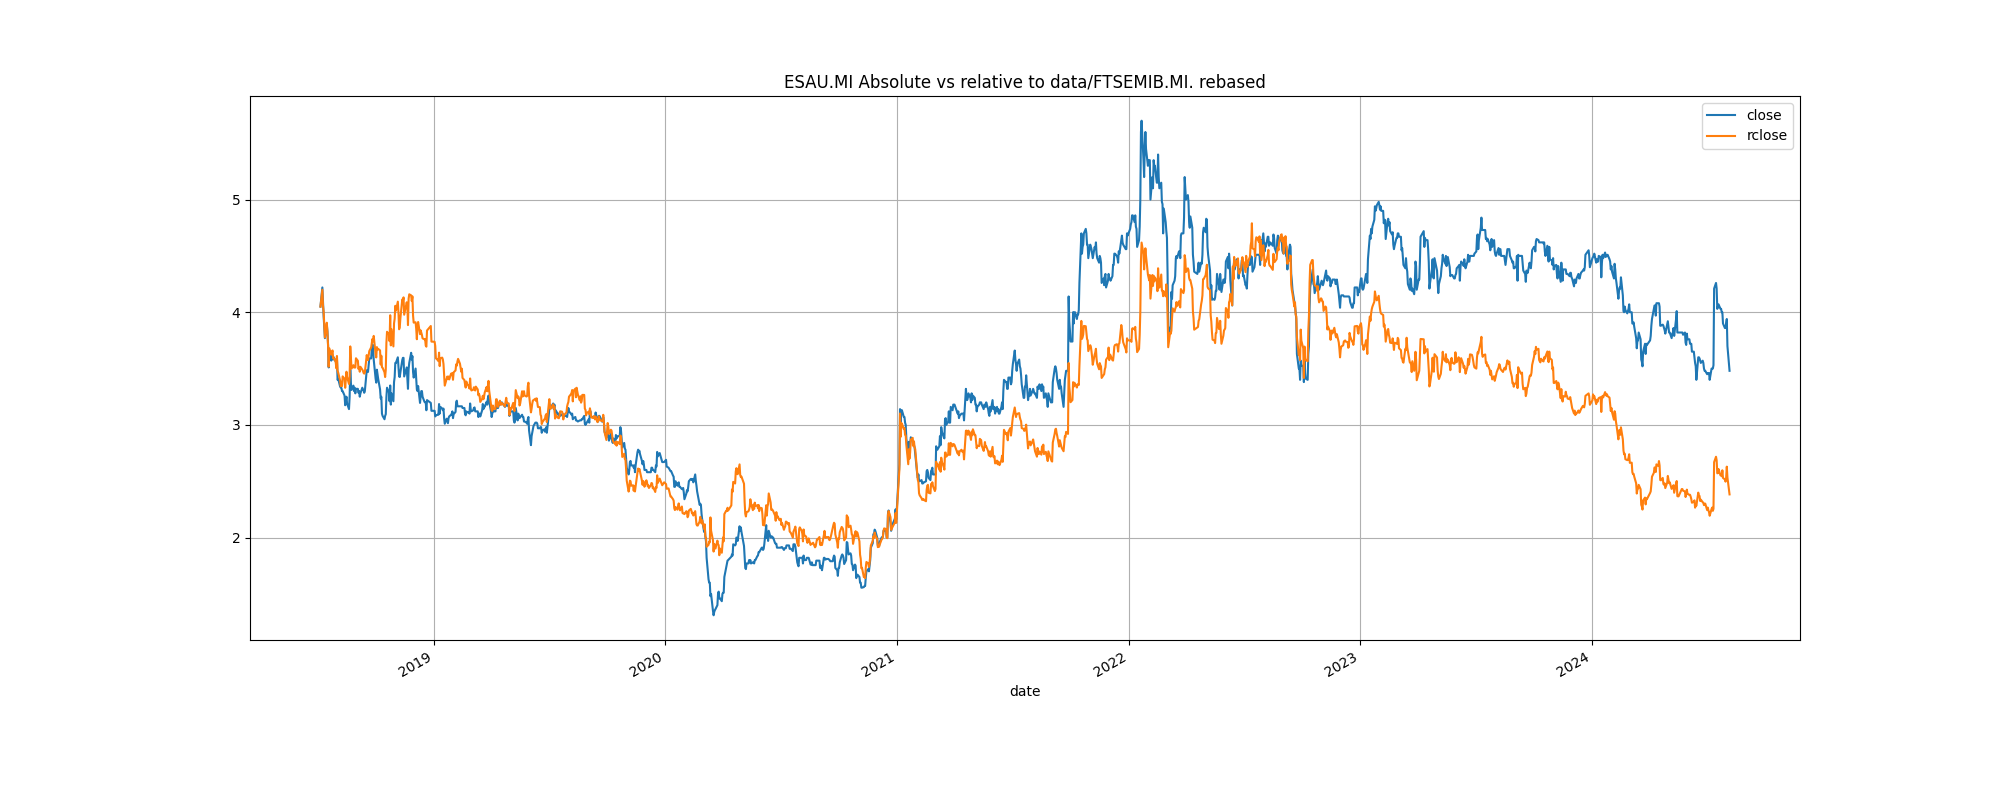 ESAU.MI Absolute vs relative to data/FTSEMIB.MI. rebased
close
rclose
5
4
3
2
2019
2020
2021
2022
2023
2024
date